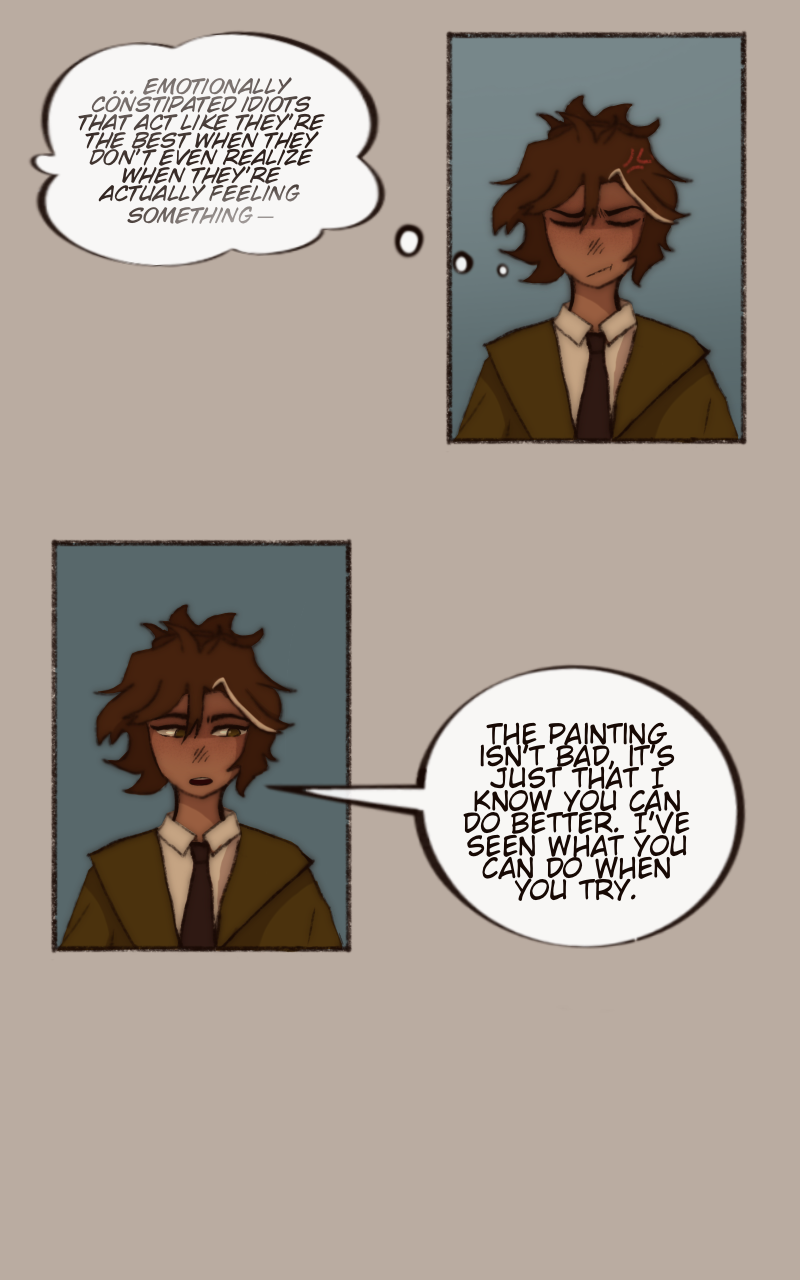 ... EMOTIONALLY
CONSTIPATED IDIOTS
THAT ACT LIKE THEY'RE
THE BEST WHEN THEY
DON'T EVEN REALIZE
WHEN THEY'RE
ACTUALLY FEELING
SOMETHING —
THE PAINTING
ISN'T BAD, IT'S
JUST THAT I
KNOW YOU CAN
DO BETTER. I'VE
SEEN WHAT YOU
CAN DO WHEN
YOU TRY.